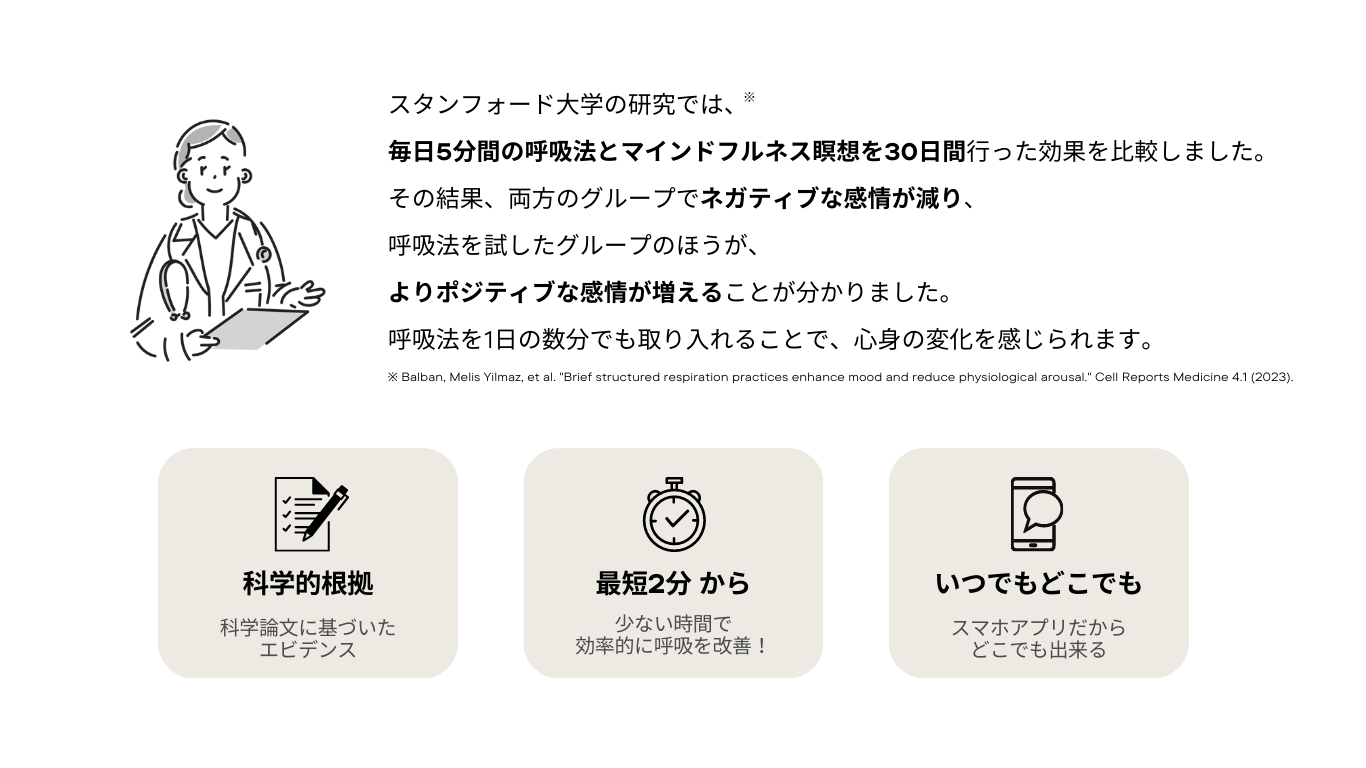 スタンフォード大学の研究では、※
毎日5分間の呼吸法とマインドフルネス瞑想を30日間行った効果を比較しました。
その結果、両方のグループでネガティブな感情が減り、
呼吸法を試したグループのほうが、
よりポジティブな感情が増えることが分かりました。
呼吸法を1日の数分でも取り入れることで、心身の変化を感じられます。
※ Balban, Melis Yilmaz, et al. "Brief structured respiration practices enhance mood and reduce physiological arousal." Cell Reports Medicine 4.1 (2023).
科学的根拠
科学論文に基づいた
エビデンス
最短2分 から
少ない時間で
効率的に呼吸を改善！
いつでもどこでも
スマホアプリだから
どこでも出来る